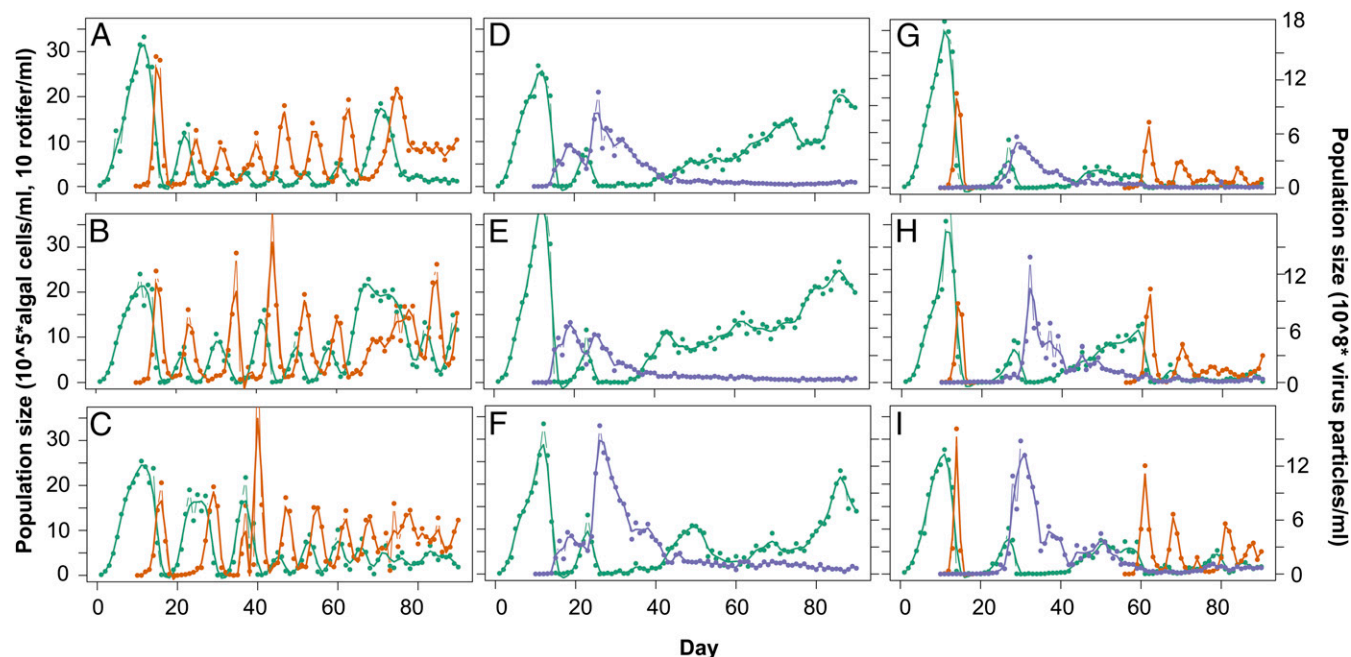 Population size (10^5*algal cells/ml, 10 rotifer/ml)
A
D
G
30
20
10
0
18
12
6
0
B
E
H
30
20
10
0
12
6
0
C
F
I
30
20
10
0
12
6
0
0 20 40 60 80
0 20 40 60 80
0 20 40 60 80
Day
Population size (10^8* virus particles/ml)